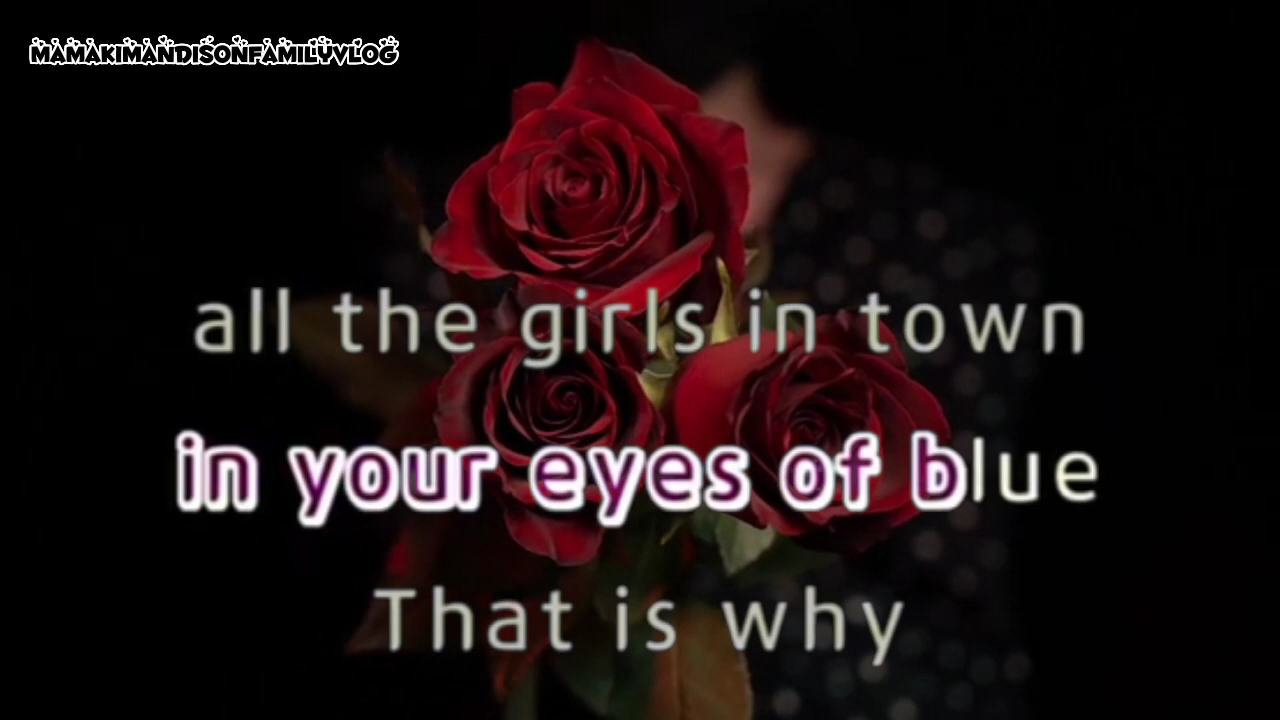 MAMAKIMANDISONFAMILYVLOG
all the girls in town
in your eyes of blue
That is why